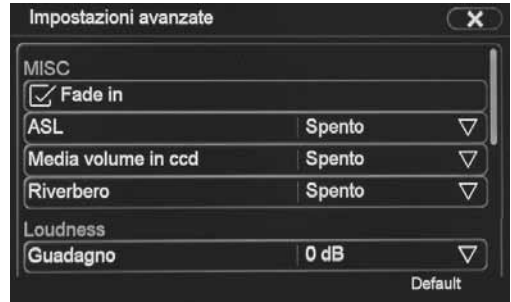 Impostazioni avanzate
MISC
Fade in
ASL Spento
Media volume in ccd Spento
Riverbero Spento
Loudness
Guadagno 0 dB
Default